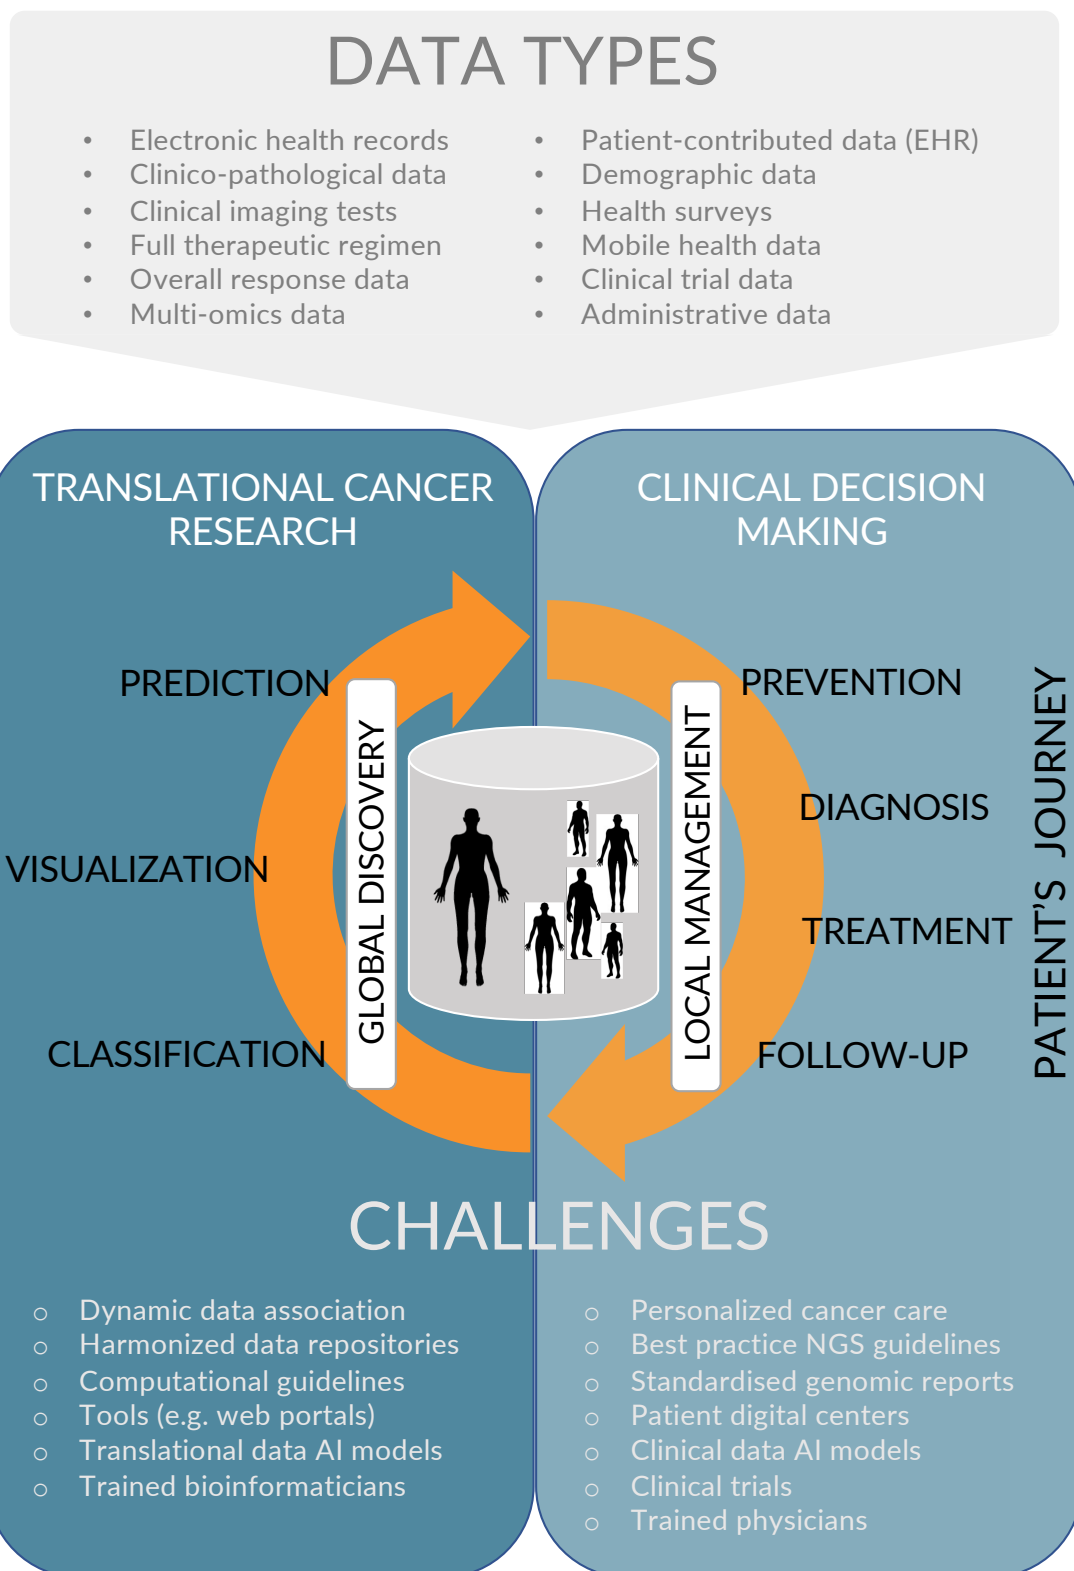 DATA TYPES
• Electronic health records
• Clinico-pathological data
• Clinical imaging tests
• Full therapeutic regimen
• Overall response data
• Multi-omics data
• Patient-contributed data (EHR)
• Demographic data
• Health surveys
• Mobile health data
• Clinical trial data
• Administrative data
TRANSLATIONAL CANCER
RESEARCH
PREDICTION
VISUALIZATION
CLASSIFICATION
GLOBAL DISCOVERY
CLINICAL DECISION
MAKING
LOCAL MANAGEMENT
PREVENTION
DIAGNOSIS
TREATMENT
FOLLOW-UP
PATIENT'S JOURNEY
CHALLENGES
o Dynamic data association
o Harmonized data repositories
o Computational guidelines
o Tools (e.g. web portals)
o Translational data AI models
o Trained bioinformaticians
o Personalized cancer care
o Best practice NGS guidelines
o Standardised genomic reports
o Patient digital centers
o Clinical data AI models
o Clinical trials
o Trained physicians